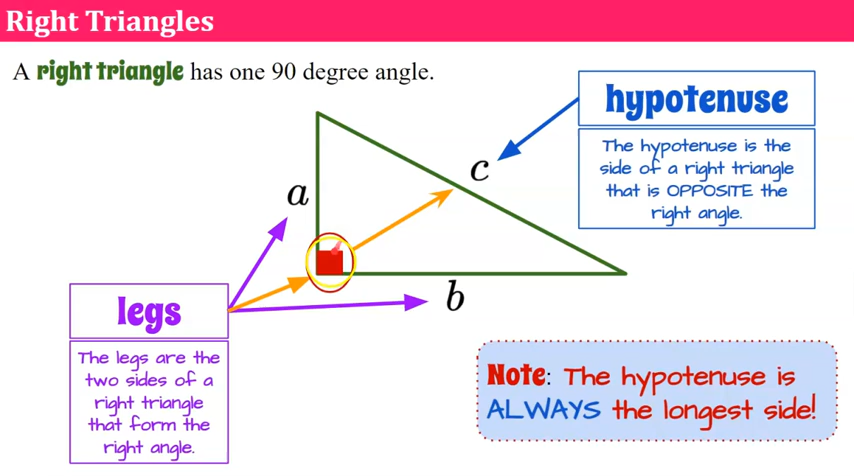 Right Triangles
A right triangle has one 90 degree angle.
hypotenuse
The hypotenuse is the
side of a right triangle
that is OPPOSITE the
right angle.
c
a
b
legs
The legs are the
two sides of a
right triangle
that form the
right angle.
Note: The hypotenuse is
ALWAYS the longest side!